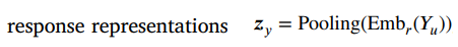 response representations z_y = Pooling(Emb_r(Y_u))